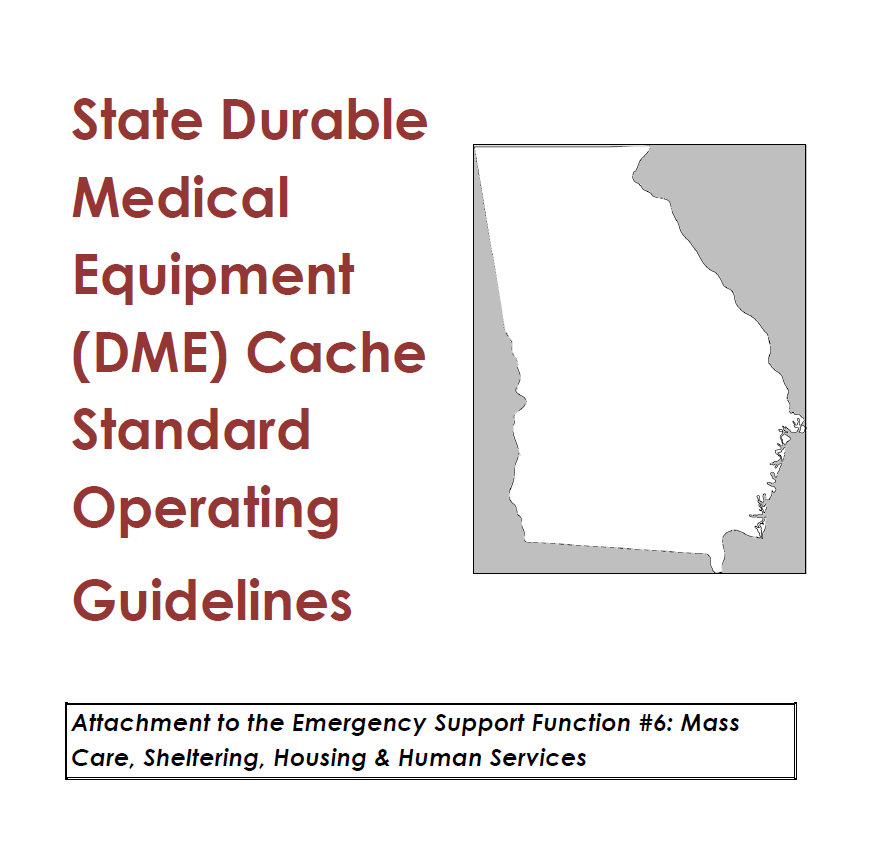 State Durable
Medical
Equipment
(DME) Cache
Standard
Operating
Guidelines
Attachment to the Emergency Support Function #6: Mass
Care, Sheltering, Housing & Human Services